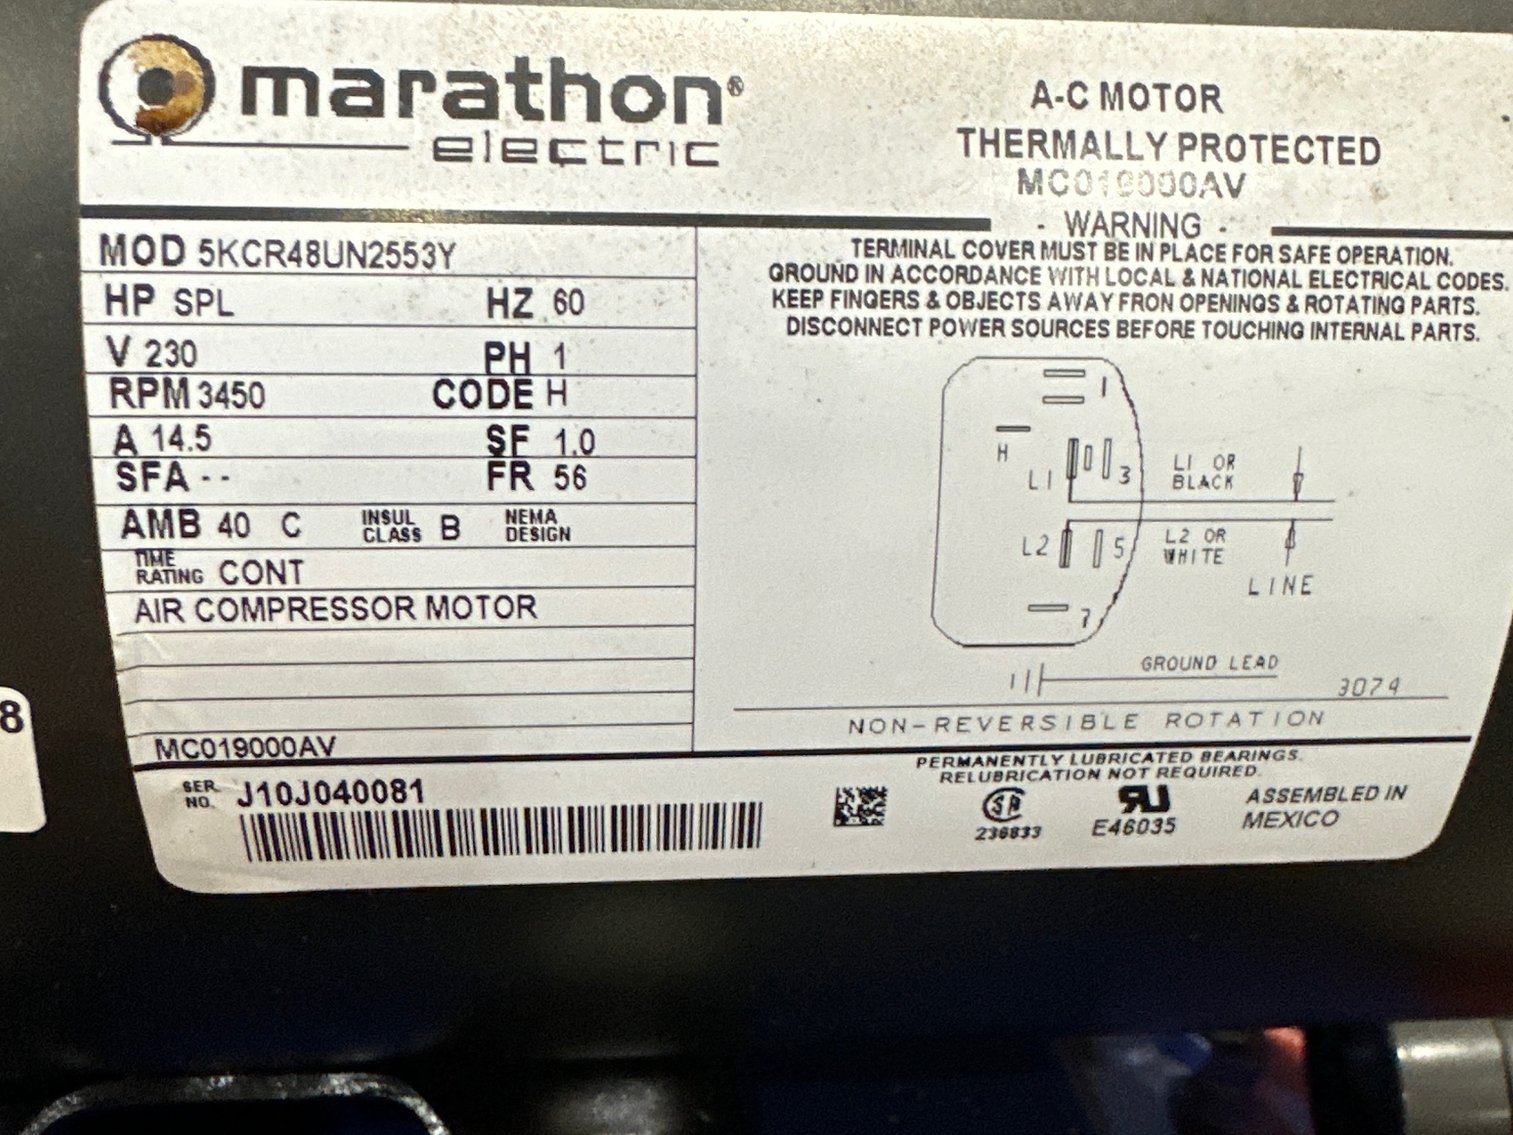 marathon®
electric
A-C MOTOR
THERMALLY PROTECTED
MC019000AV
- WARNING -
TERMINAL COVER MUST BE IN PLACE FOR SAFE OPERATION.
GROUND IN ACCORDANCE WITH LOCAL & NATIONAL ELECTRICAL CODES.
KEEP FINGERS & OBJECTS AWAY FRON OPENINGS & ROTATING PARTS.
DISCONNECT POWER SOURCES BEFORE TOUCHING INTERNAL PARTS.
MOD 5KCR48UN2553Y
HP SPL HZ 60
V 230 PH 1
RPM 3450 CODE H
A 14.5 SF 1.0
SFA -- FR 56
AMB 40 C INSUL CLASS B NEMA DESIGN
TIME RATING CONT
AIR COMPRESSOR MOTOR
MC019000AV
1
H
L1 3
L1 OR
BLACK
L2 5
L2 OR
WHITE
LINE
7
GROUND LEAD
3074
NON-REVERSIBLE ROTATION
PERMANENTLY LUBRICATED BEARINGS.
RELUBRICATION NOT REQUIRED.
SER. NO. J10J040081
236833
E46035
ASSEMBLED IN
MEXICO
8